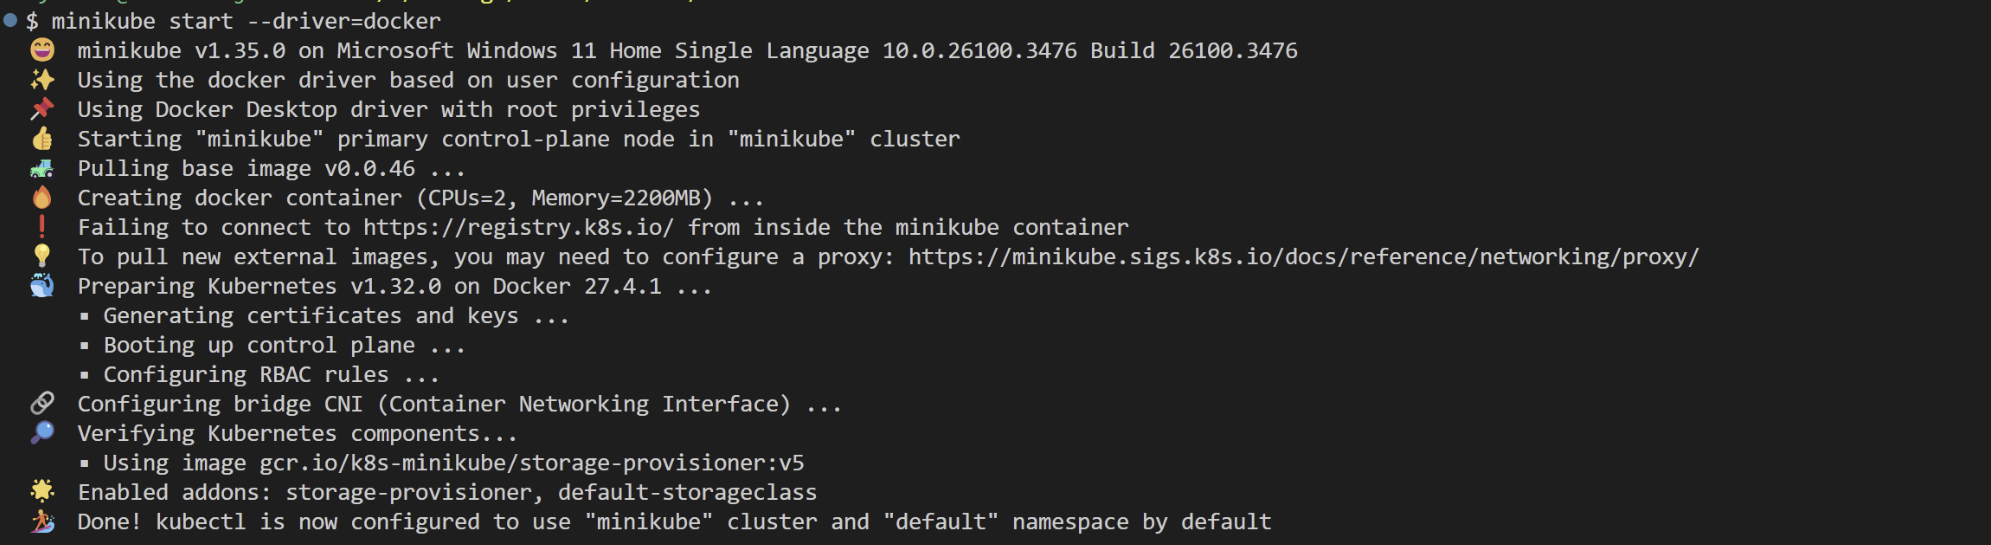 $ minikube start --driver=docker
😄 minikube v1.35.0 on Microsoft Windows 11 Home Single Language 10.0.26100.3476 Build 26100.3476
✨ Using the docker driver based on user configuration
📌 Using Docker Desktop driver with root privileges
👍 Starting "minikube" primary control-plane node in "minikube" cluster
🚜 Pulling base image v0.0.46 ...
🔥 Creating docker container (CPUs=2, Memory=2200MB) ...
❗ Failing to connect to https://registry.k8s.io/ from inside the minikube container
💡 To pull new external images, you may need to configure a proxy: https://minikube.sigs.k8s.io/docs/reference/networking/proxy/
🐳 Preparing Kubernetes v1.32.0 on Docker 27.4.1 ...
▪ Generating certificates and keys ...
▪ Booting up control plane ...
▪ Configuring RBAC rules ...
🔗 Configuring bridge CNI (Container Networking Interface) ...
🔎 Verifying Kubernetes components...
▪ Using image gcr.io/k8s-minikube/storage-provisioner:v5
🌟 Enabled addons: storage-provisioner, default-storageclass
🏄 Done! kubectl is now configured to use "minikube" cluster and "default" namespace by default